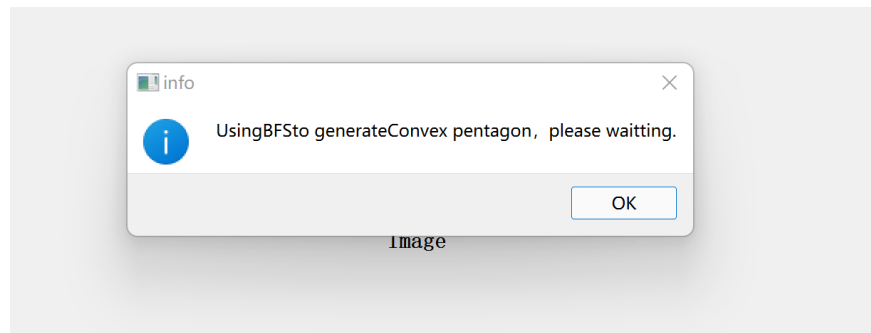 info
UsingBFSto generateConvex pentagon，please waitting.
OK
Image